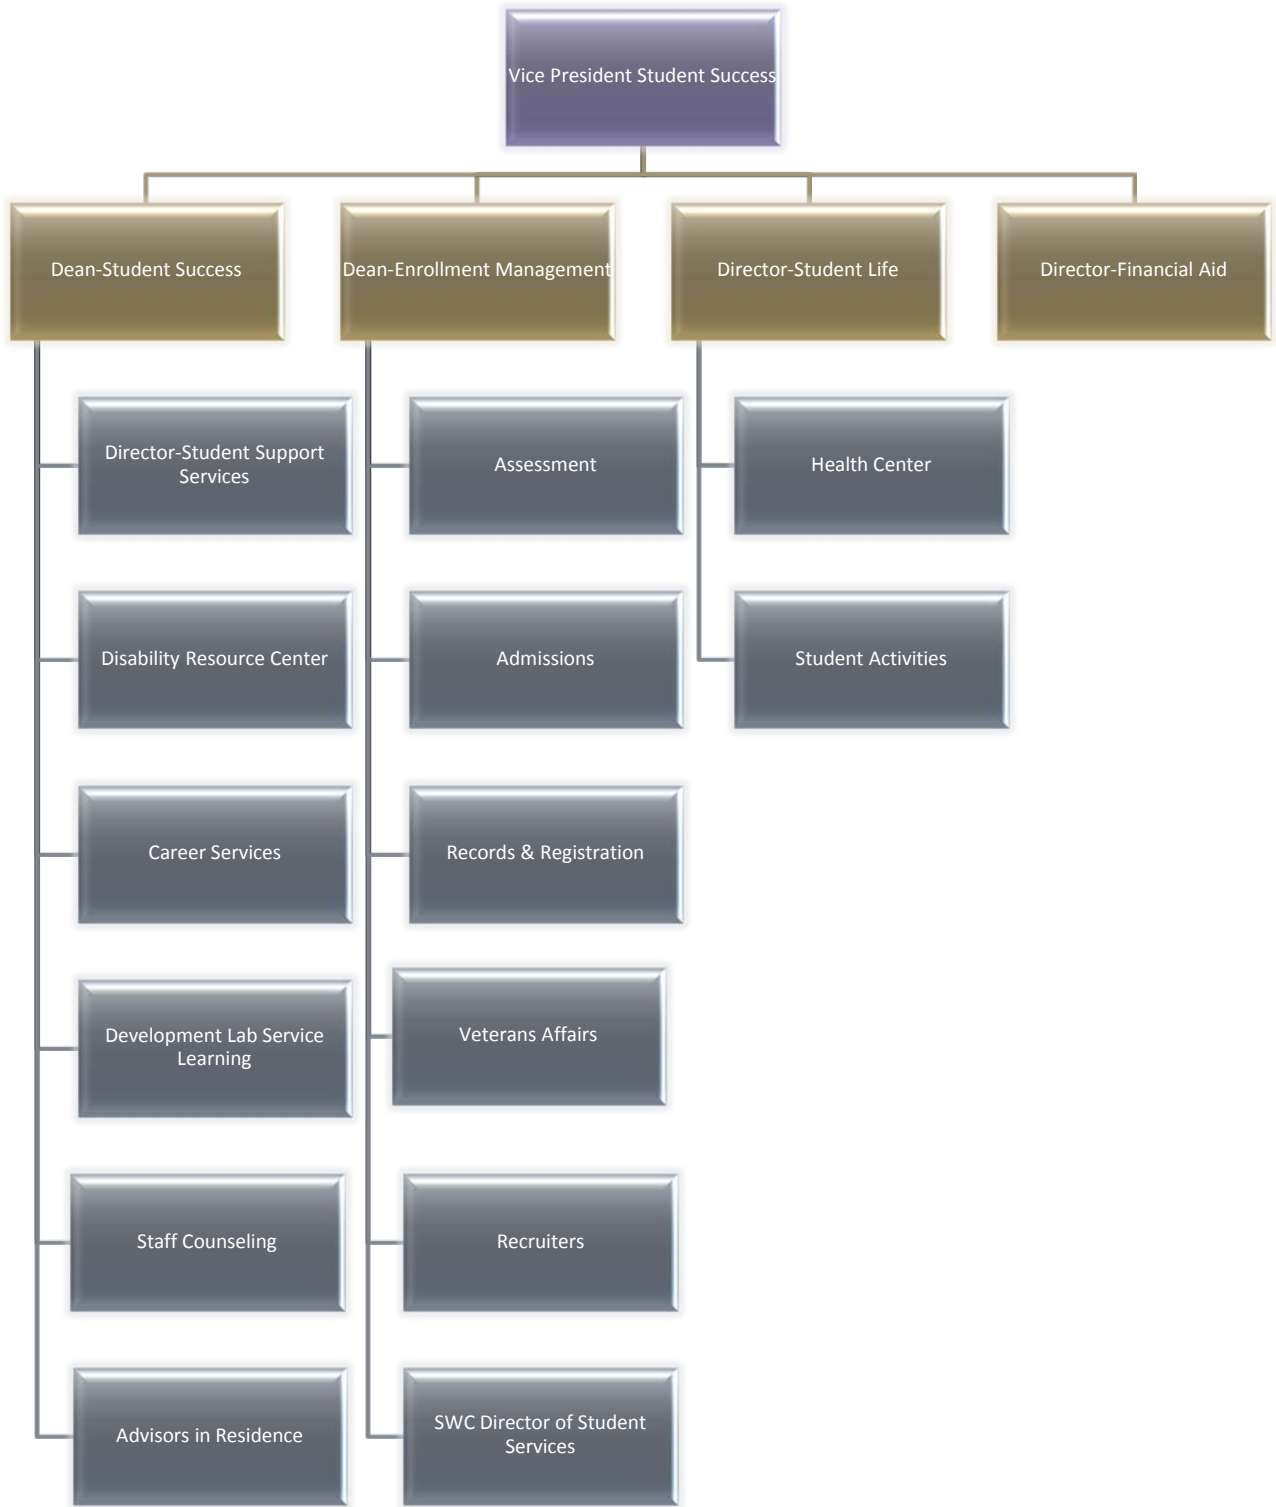 Vice President Student Success
Dean-Student Success
Dean-Enrollment Management
Director-Student Life
Director-Financial Aid
Director-Student Support
Services
Assessment
Health Center
Disability Resource Center
Admissions
Student Activities
Career Services
Records & Registration
Development Lab Service
Learning
Veterans Affairs
Staff Counseling
Recruiters
Advisors in Residence
SWC Director of Student
Services